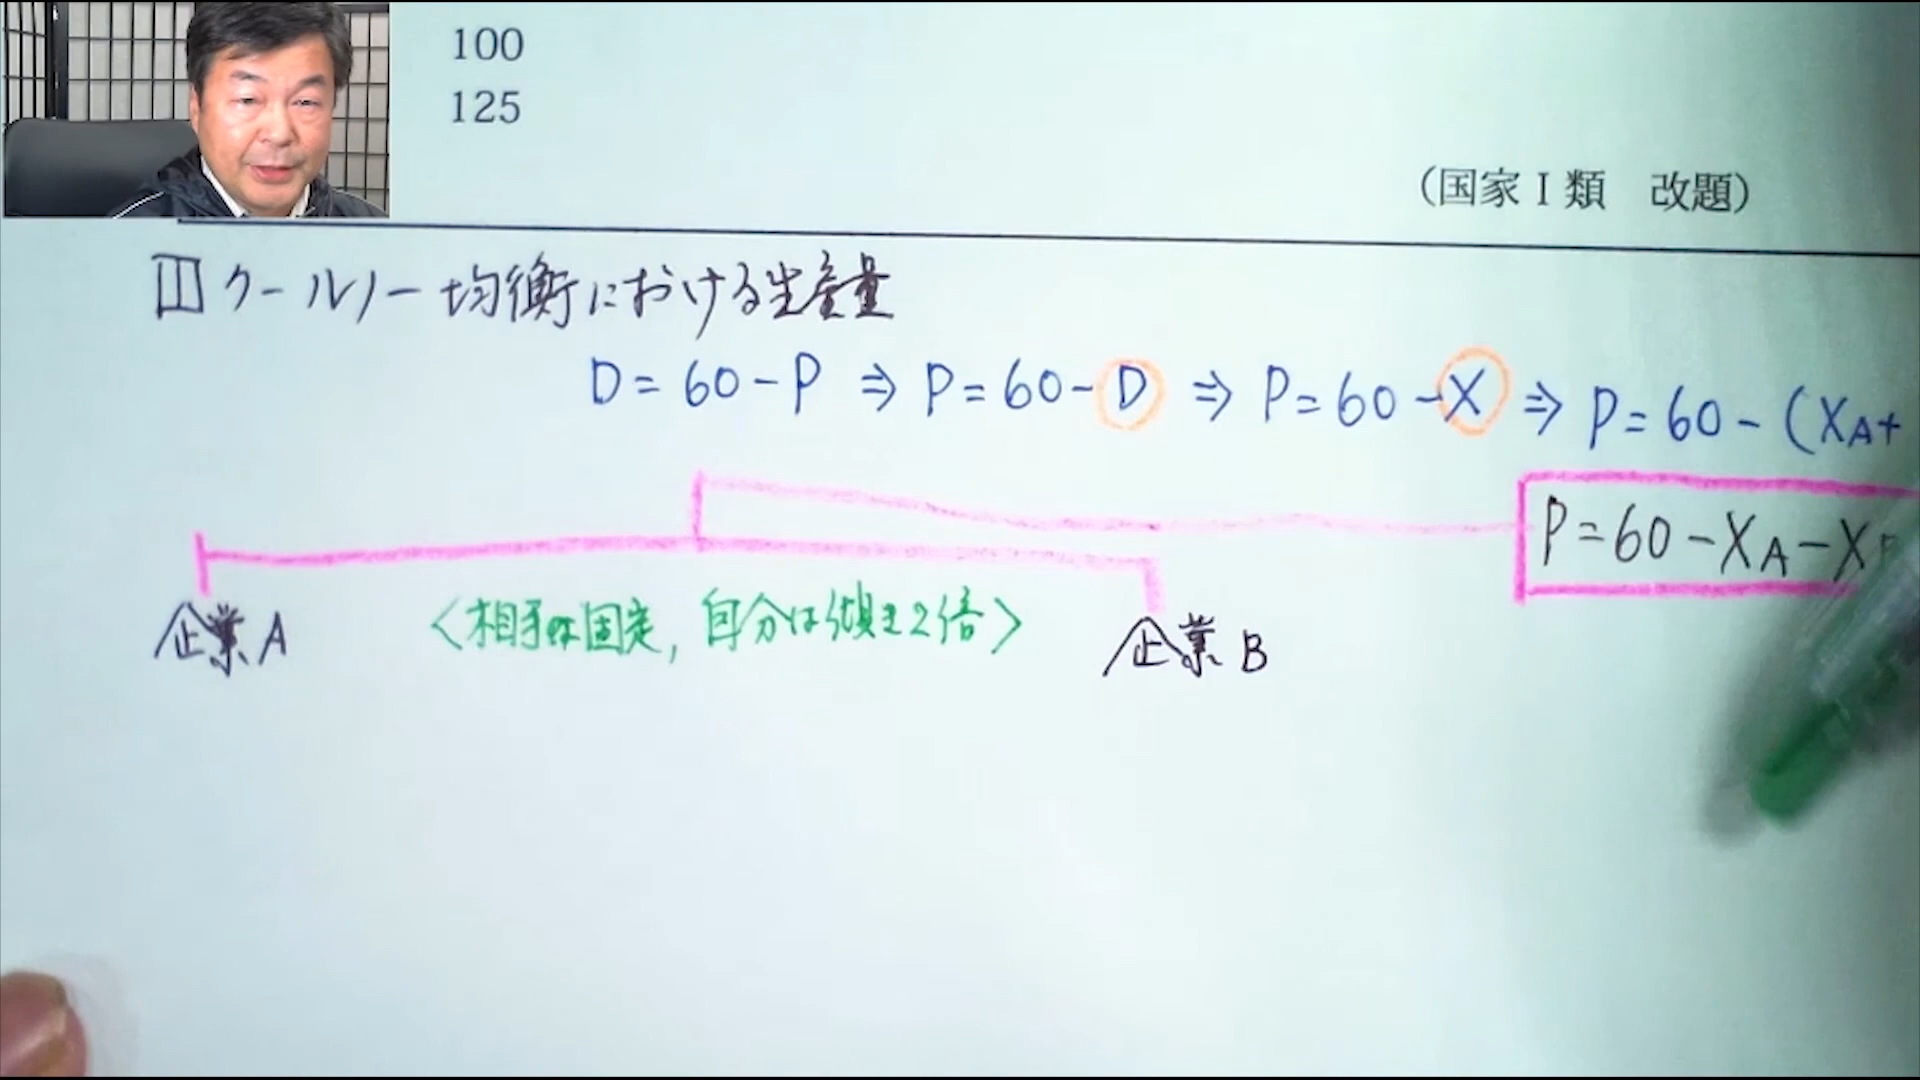 100
125
(国家Ⅰ類 改題)
1 クールノー均衡における生産量
D=60-P ⇒ P=60-D ⇒ P=60-X ⇒ P=60-(XA+
P=60-XA-X
〈相手は固定, 自分は傾き2倍〉
企業A
企業B